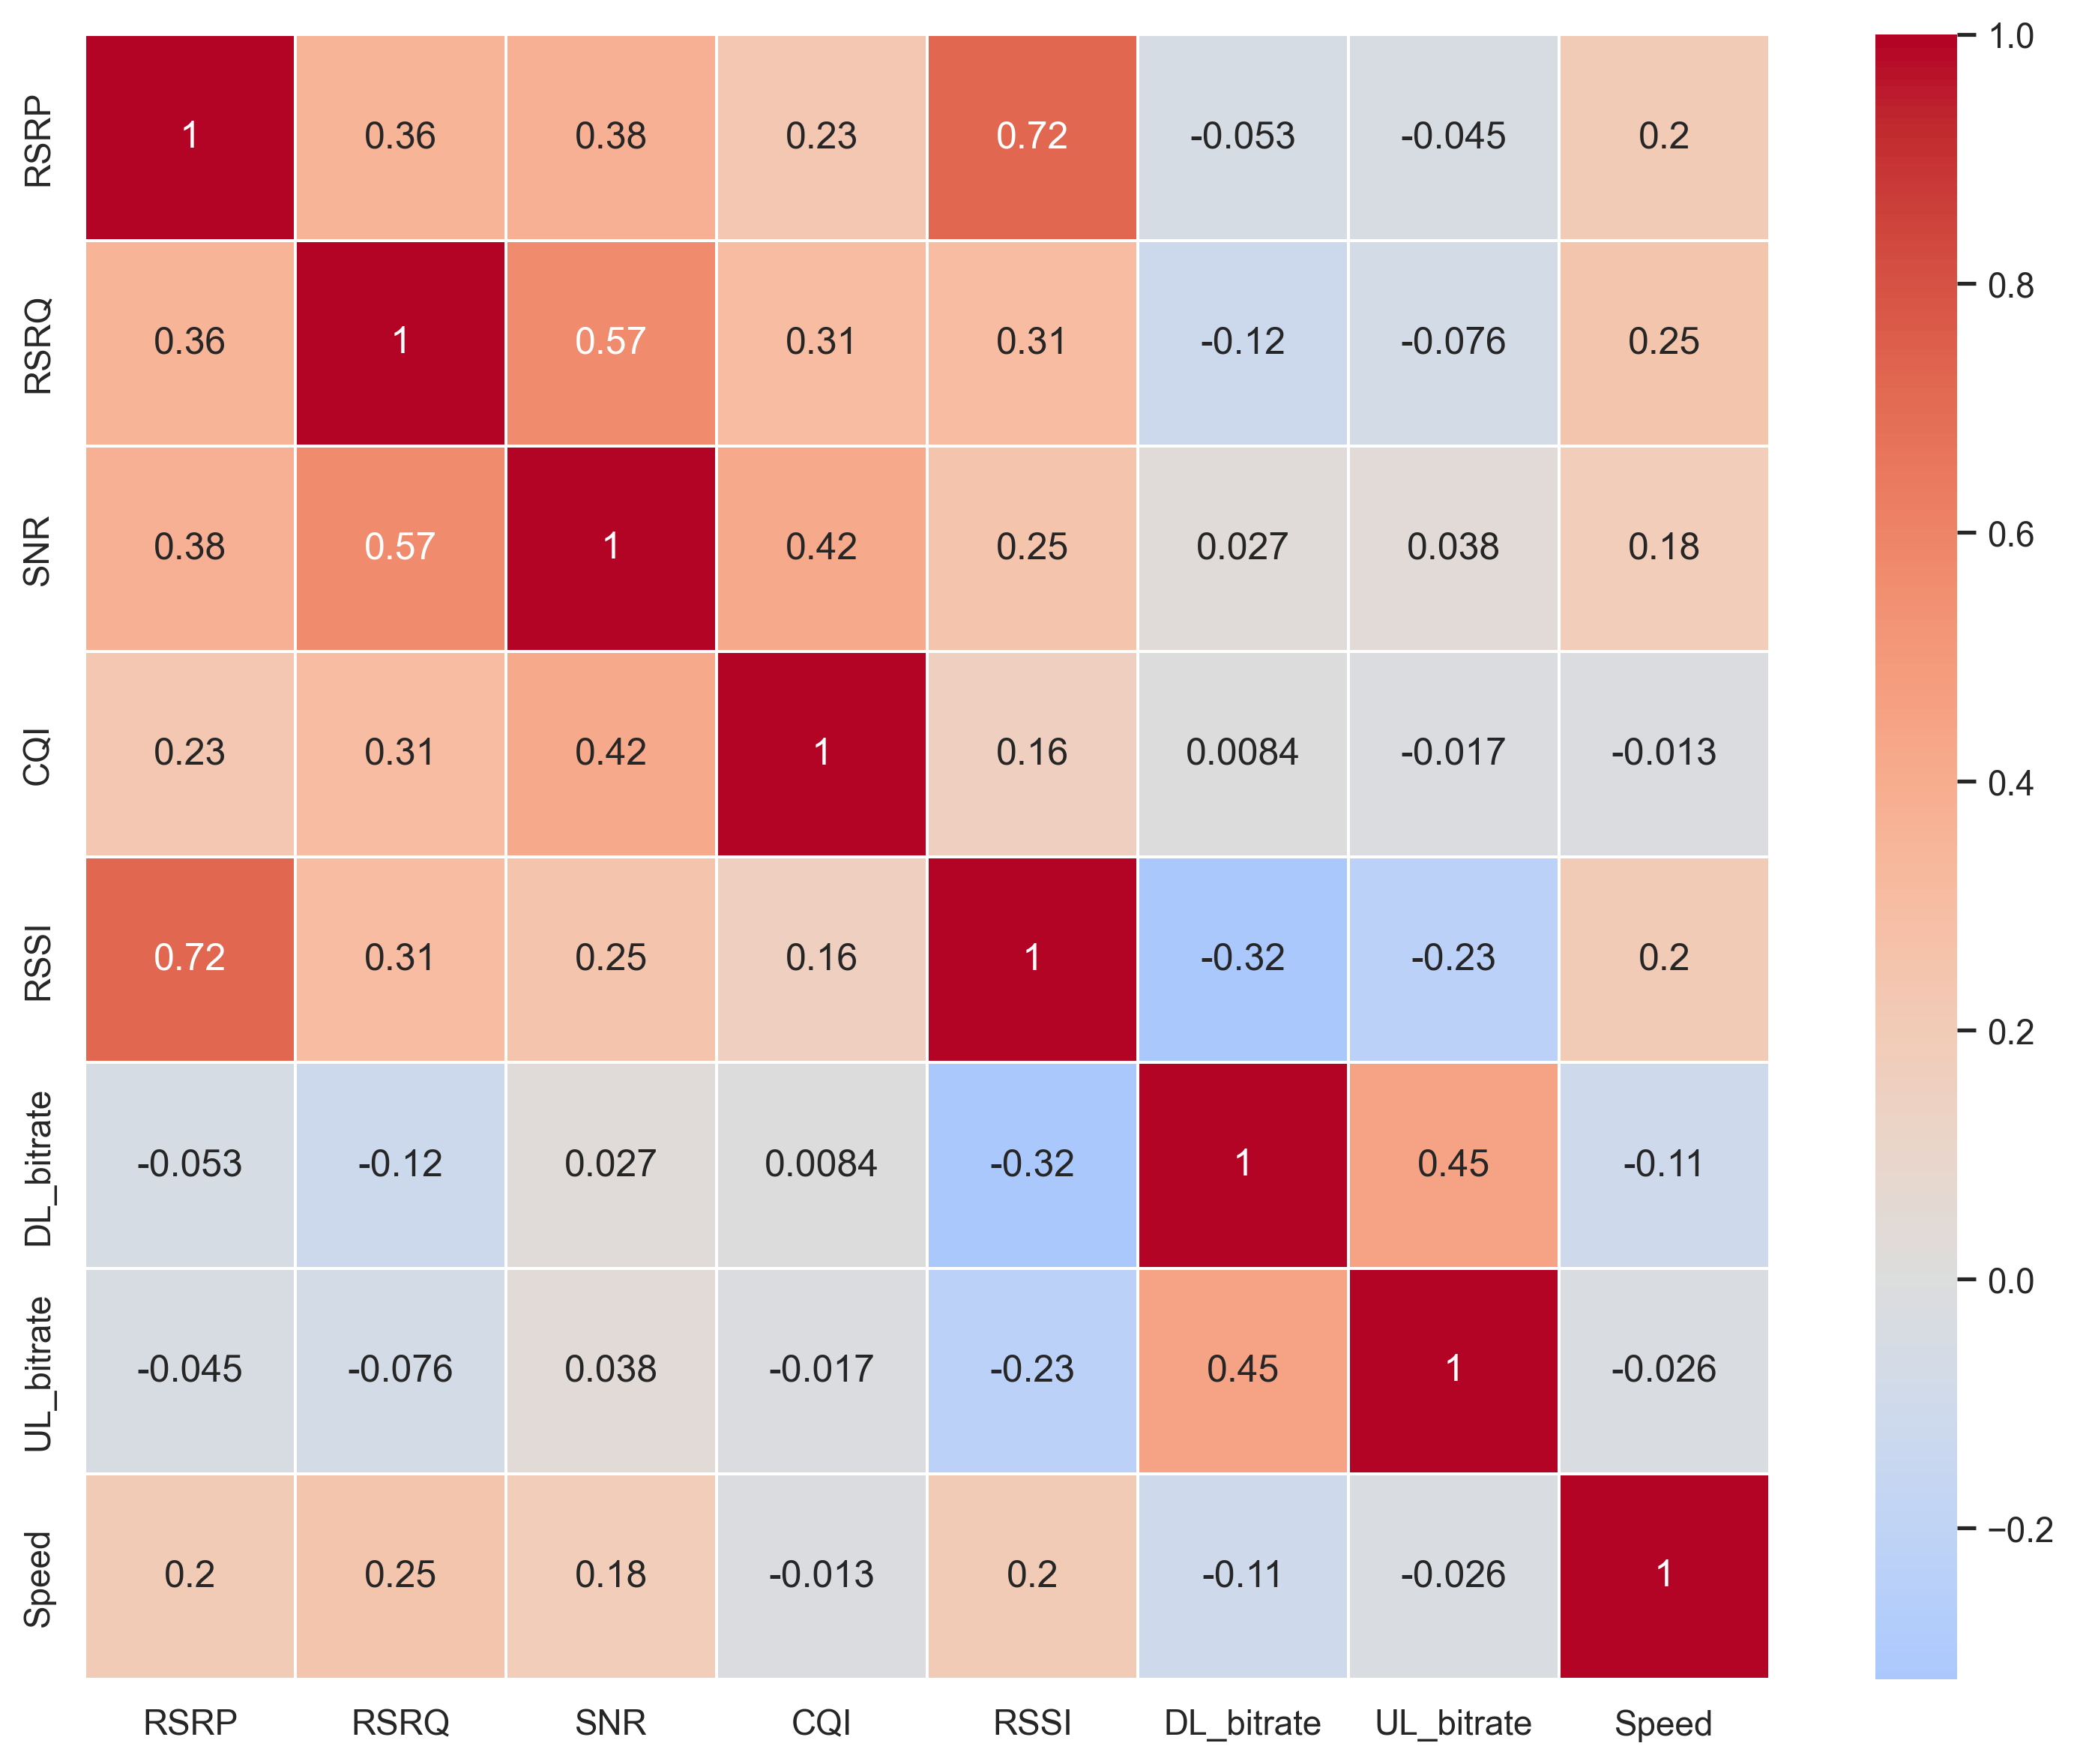 RSRP 1 0.36 0.38 0.23 0.72 -0.053 -0.045 0.2
RSRQ 0.36 1 0.57 0.31 0.31 -0.12 -0.076 0.25
SNR 0.38 0.57 1 0.42 0.25 0.027 0.038 0.18
CQI 0.23 0.31 0.42 1 0.16 0.0084 -0.017 -0.013
RSSI 0.72 0.31 0.25 0.16 1 -0.32 -0.23 0.2
DL_bitrate -0.053 -0.12 0.027 0.0084 -0.32 1 0.45 -0.11
UL_bitrate -0.045 -0.076 0.038 -0.017 -0.23 0.45 1 -0.026
Speed 0.2 0.25 0.18 -0.013 0.2 -0.11 -0.026 1
RSRP RSRQ SNR CQI RSSI DL_bitrate UL_bitrate Speed
1.0
0.8
0.6
0.4
0.2
0.0
−0.2